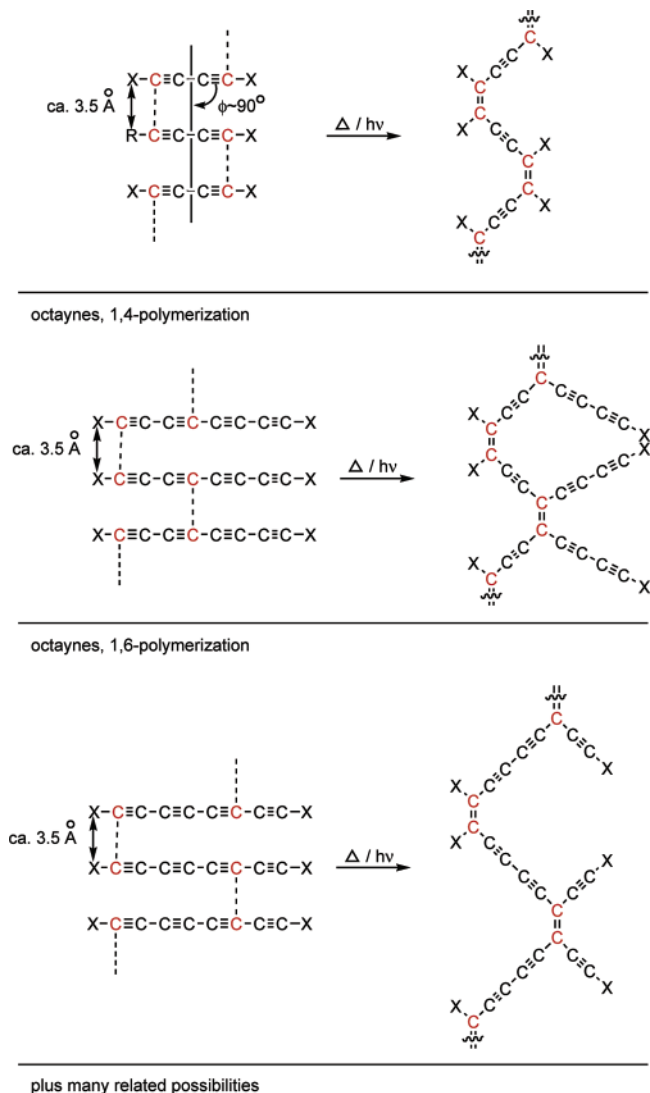 X-C≡C-C≡C-X
ca. 3.5 Å
ϕ~90°
R-C≡C-C≡C-X
X-C≡C-C≡C-X
Δ / hν
C
X
C≡C
X
C
C
X
C≡C
X
C
C
X
C≡C
X
C
octaynes, 1,4-polymerization
X-C≡C-C≡C-C≡C-C≡C-X
ca. 3.5 Å
X-C≡C-C≡C-C≡C-C≡C-X
X-C≡C-C≡C-C≡C-C≡C-X
Δ / hν
C
C≡C-C≡C-X
C≡C
X
C
C
X
C≡C
C
C≡C-C≡C-X
C
C≡C-C≡C-X
C≡C
X
C
octaynes, 1,6-polymerization
X-C≡C-C≡C-C≡C-C≡C-X
ca. 3.5 Å
X-C≡C-C≡C-C≡C-C≡C-X
X-C≡C-C≡C-C≡C-C≡C-X
Δ / hν
C
C≡C-X
C≡C-C≡C
X
C
C
X
C≡C-C≡C
C
C≡C-X
C
C≡C-X
C≡C-C≡C
X
C
plus many related possibilities